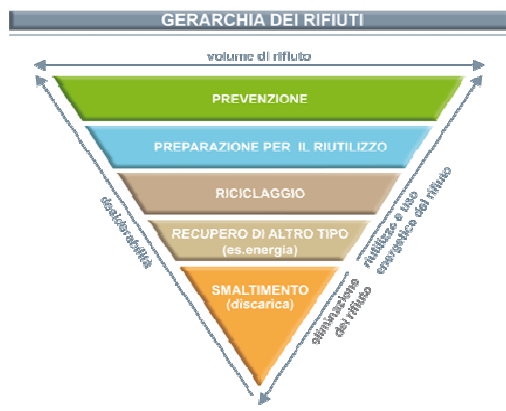 GERARCHIA DEI RIFIUTI
volume di rifiuto
PREVENZIONE
PREPARAZIONE PER IL RIUTILIZZO
RICICLAGGIO
RECUPERO DI ALTRO TIPO
(es.energia)
SMALTIMENTO
(discarica)
desiderabilità
riutilizzo e uso
energetico del rifiuto
eliminazione
del rifiuto